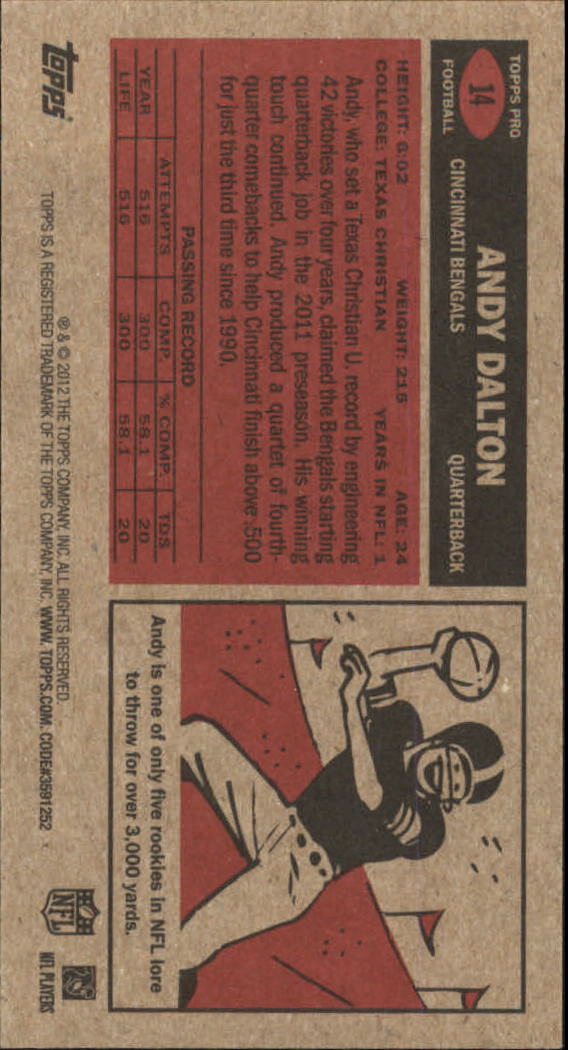 TOPPS PRO
14
FOOTBALL
ANDY DALTON
CINCINNATI BENGALS QUARTERBACK
HEIGHT: 6:02 WEIGHT: 215 AGE: 24
COLLEGE: TEXAS CHRISTIAN YEARS IN NFL: 1
Andy, who set a Texas Christian U. record by engineering
42 victories over four years, claimed the Bengals starting
quarterback job in the 2011 preseason. His winning
touch continued. Andy produced a quartet of fourth-
quarter comebacks to help Cincinnati finish above .500
for just the third time since 1990.
PASSING RECORD
YEAR ATTEMPTS COMP. % COMP. TDS
516 300 58.1 20
LIFE 516 300 58.1 20
Andy is one of only five rookies in NFL lore
to throw for over 3,000 yards.
topps
® & © 2012 THE TOPPS COMPANY, INC. ALL RIGHTS RESERVED.
TOPPS IS A REGISTERED TRADEMARK OF THE TOPPS COMPANY, INC. WWW.TOPPS.COM. CODE#3591252
NFL
NFL PLAYERS